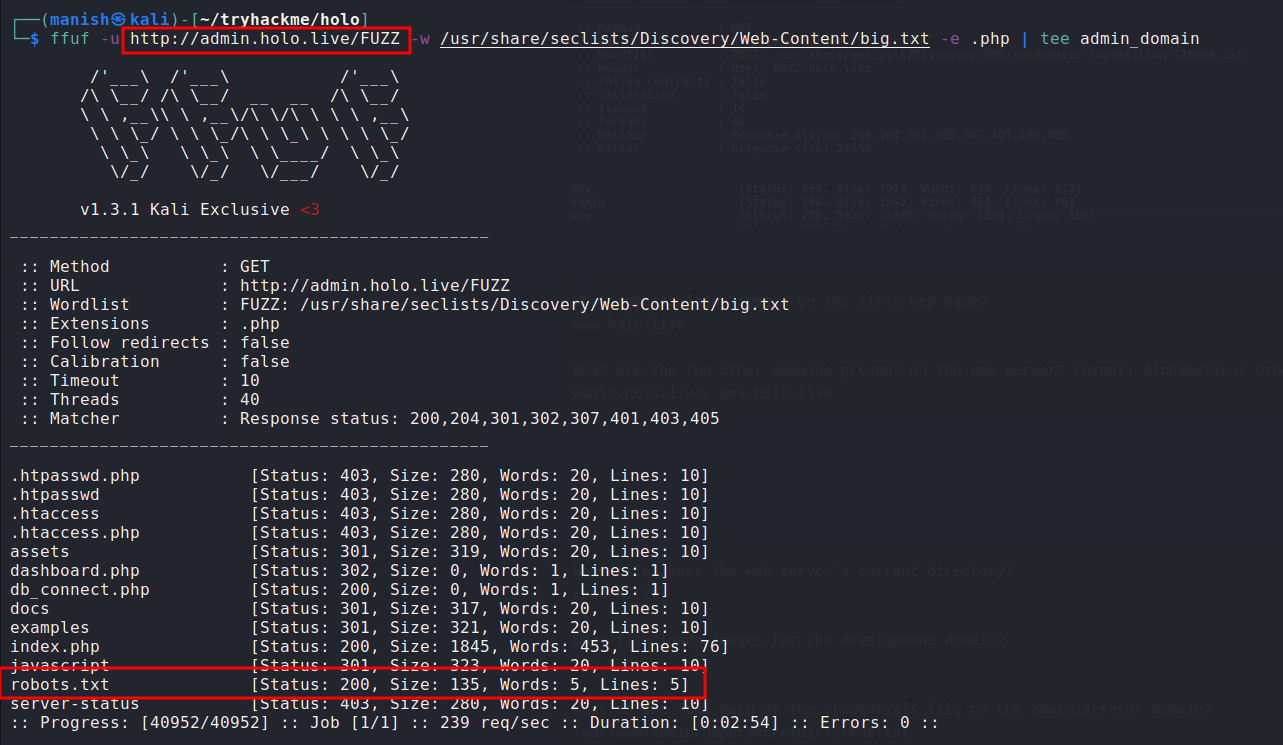 (manish㉿kali)-[~/tryhackme/holo]
$ ffuf -u http://admin.holo.live/FUZZ -w /usr/share/seclists/Discovery/Web-Content/big.txt -e .php | tee admin_domain
v1.3.1 Kali Exclusive <3
________________________________________________
:: Method : GET
:: URL : http://admin.holo.live/FUZZ
:: Wordlist : FUZZ: /usr/share/seclists/Discovery/Web-Content/big.txt
:: Extensions : .php
:: Follow redirects : false
:: Calibration : false
:: Timeout : 10
:: Threads : 40
:: Matcher : Response status: 200,204,301,302,307,401,403,405
________________________________________________
.htpasswd.php [Status: 403, Size: 280, Words: 20, Lines: 10]
.htpasswd [Status: 403, Size: 280, Words: 20, Lines: 10]
.htaccess [Status: 403, Size: 280, Words: 20, Lines: 10]
.htaccess.php [Status: 403, Size: 280, Words: 20, Lines: 10]
assets [Status: 301, Size: 319, Words: 20, Lines: 10]
dashboard.php [Status: 302, Size: 0, Words: 1, Lines: 1]
db_connect.php [Status: 200, Size: 0, Words: 1, Lines: 1]
docs [Status: 301, Size: 317, Words: 20, Lines: 10]
examples [Status: 301, Size: 321, Words: 20, Lines: 10]
index.php [Status: 200, Size: 1845, Words: 453, Lines: 76]
javascript [Status: 301, Size: 323, Words: 20, Lines: 10]
robots.txt [Status: 200, Size: 135, Words: 5, Lines: 5]
server-status [Status: 403, Size: 280, Words: 20, Lines: 10]
:: Progress: [40952/40952] :: Job [1/1] :: 239 req/sec :: Duration: [0:02:54] :: Errors: 0 ::